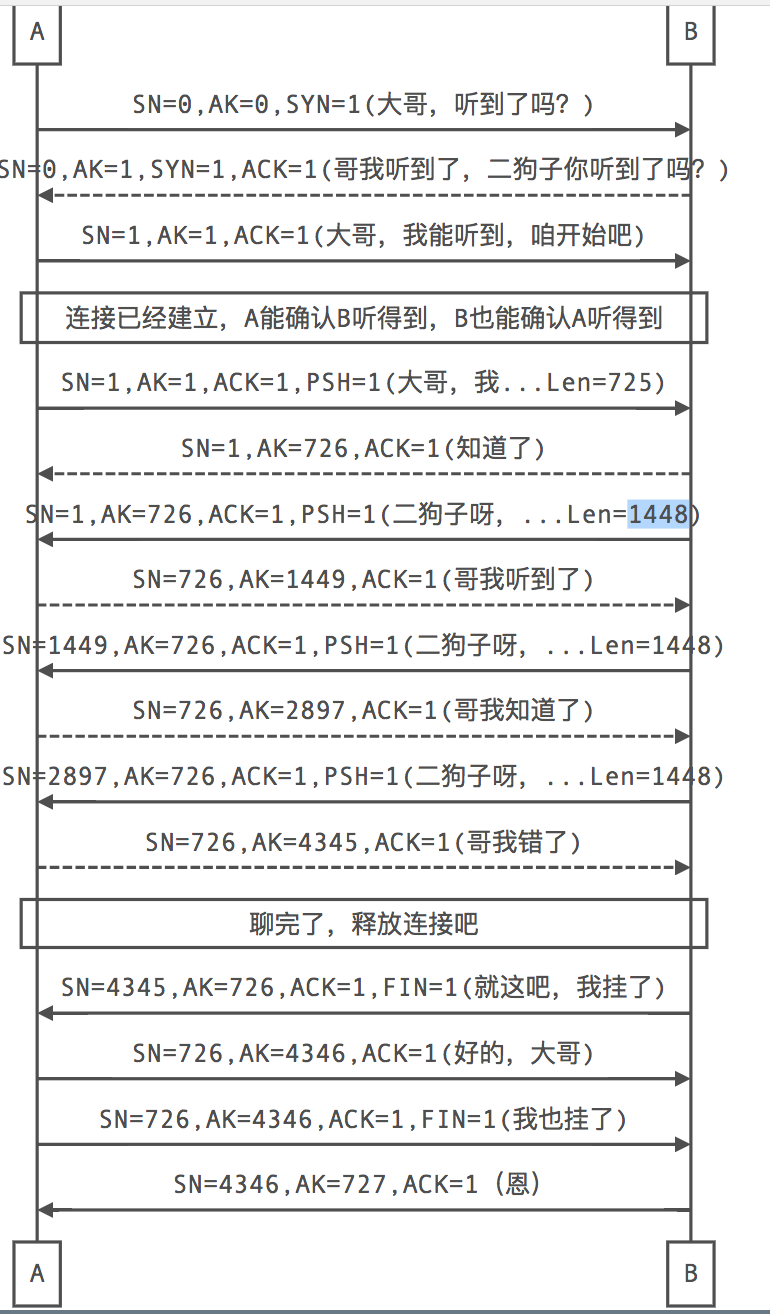 A B
SN=0,AK=0,SYN=1(大哥，听到了吗？)
SN=0,AK=1,SYN=1,ACK=1(哥我听到了，二狗子你听到了吗？)
SN=1,AK=1,ACK=1(大哥，我能听到，咱开始吧)
连接已经建立，A能确认B听得到，B也能确认A听得到
SN=1,AK=1,ACK=1,PSH=1(大哥，我...Len=725)
SN=1,AK=726,ACK=1(知道了)
SN=1,AK=726,ACK=1,PSH=1(二狗子呀，...Len=1448)
SN=726,AK=1449,ACK=1(哥我听到了)
SN=1449,AK=726,ACK=1,PSH=1(二狗子呀，...Len=1448)
SN=726,AK=2897,ACK=1(哥我知道了)
SN=2897,AK=726,ACK=1,PSH=1(二狗子呀，...Len=1448)
SN=726,AK=4345,ACK=1(哥我错了)
聊完了，释放连接吧
SN=4345,AK=726,ACK=1,FIN=1(就这吧，我挂了)
SN=726,AK=4346,ACK=1(好的，大哥)
SN=726,AK=4346,ACK=1,FIN=1(我也挂了)
SN=4346,AK=727,ACK=1（恩）
A B